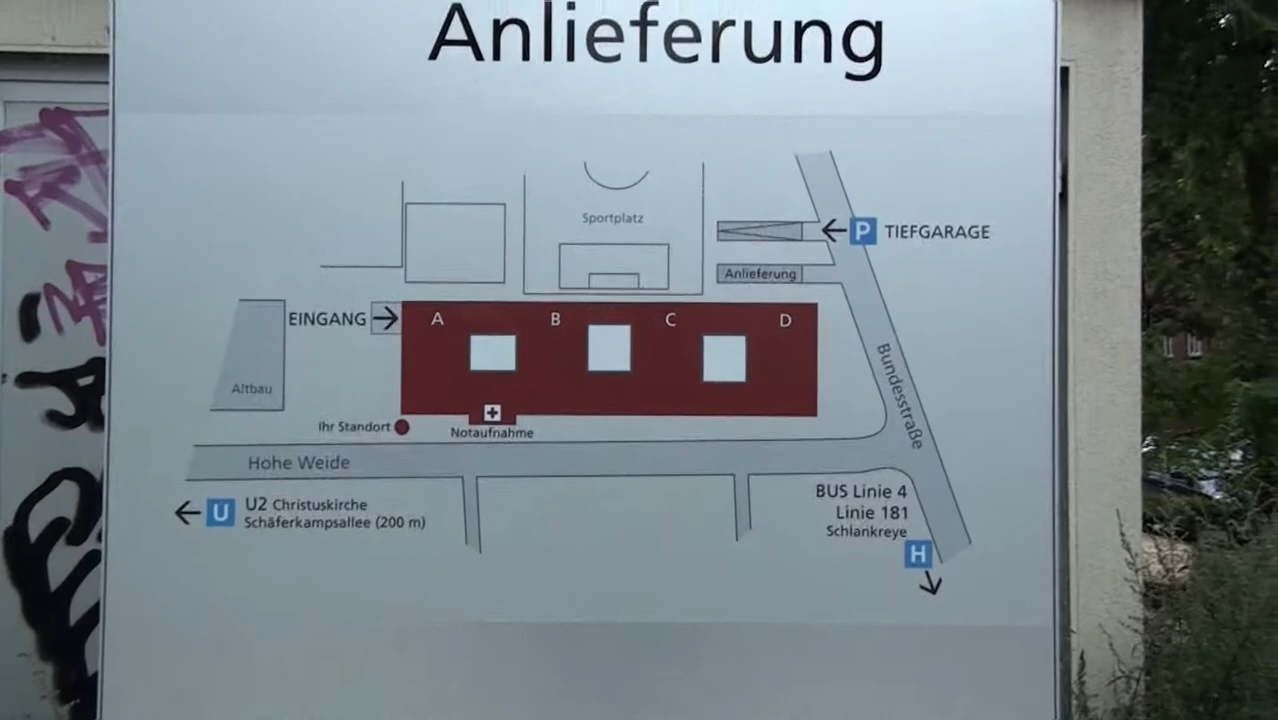 Anlieferung
Sportplatz
P TIEFGARAGE
Anlieferung
EINGANG
A B C D
Altbau
Bundesstraße
Ihr Standort
Notaufnahme
Hohe Weide
U U2 Christuskirche
Schäferkampsallee (200 m)
BUS Linie 4
Linie 181
Schlankreye
H